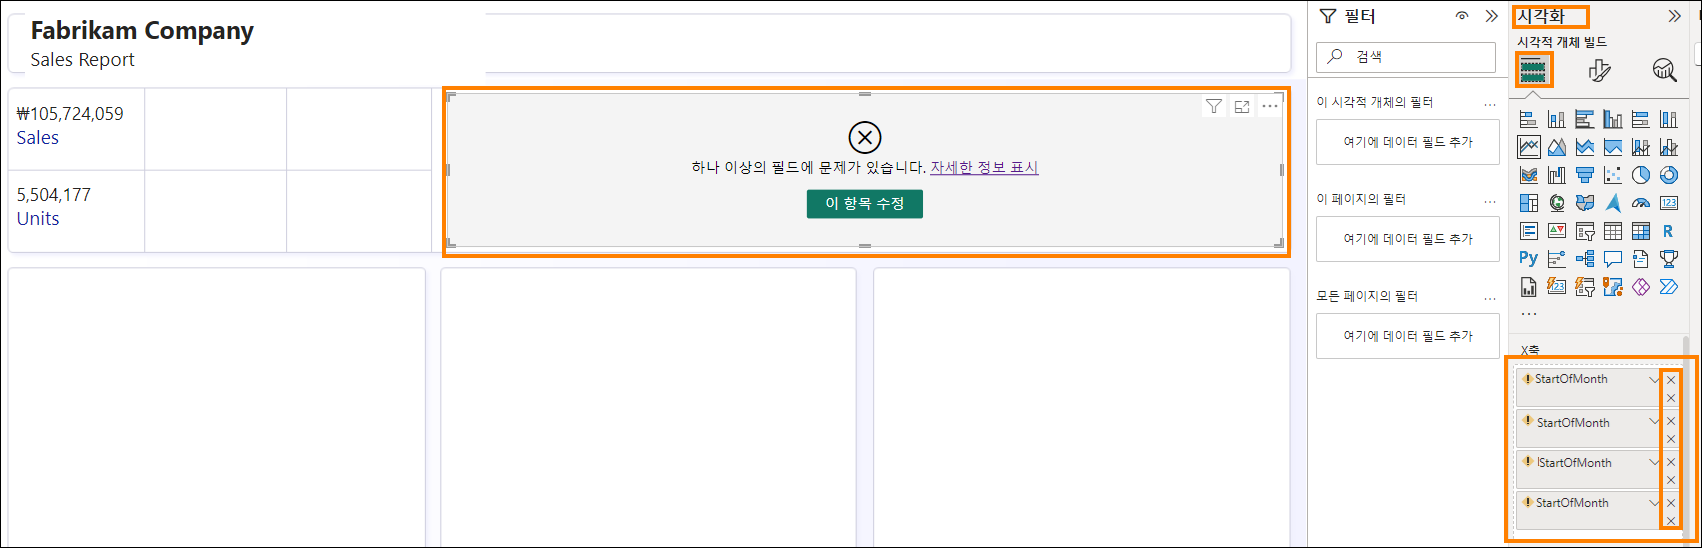 Fabrikam Company
Sales Report
₩105,724,059
Sales
5,504,177
Units
하나 이상의 필드에 문제가 있습니다. 자세한 정보 표시
이 항목 수정
필터
검색
이 시각적 개체의 필터
여기에 데이터 필드 추가
이 페이지의 필터
여기에 데이터 필드 추가
모든 페이지의 필터
여기에 데이터 필드 추가
시각화
시각적 개체 빌드
123
R
Py
123
X축
StartOfMonth
StartOfMonth
StartOfMonth
StartOfMonth